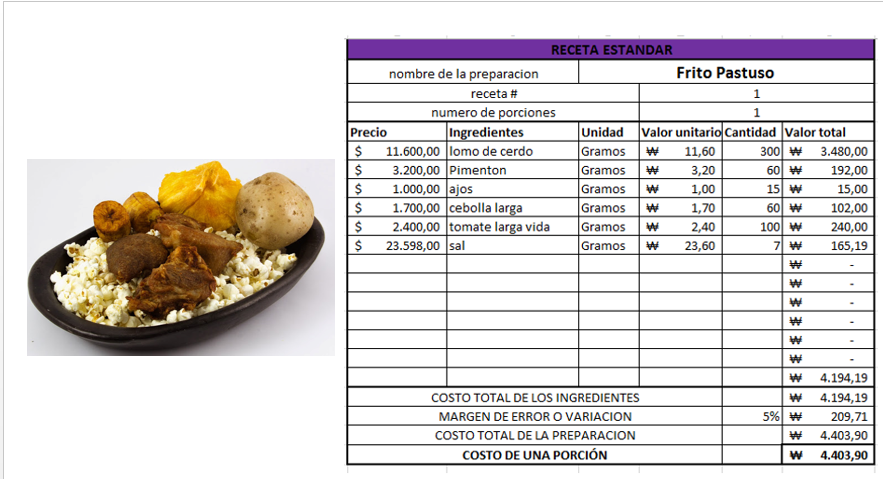 RECETA ESTANDAR
nombre de la preparacion Frito Pastuso
receta # 1
numero de porciones 1
Precio Ingredientes Unidad Valor unitario Cantidad Valor total
$ 11.600,00 lomo de cerdo Gramos ₩ 11,60 300 ₩ 3.480,00
$ 3.200,00 Pimenton Gramos ₩ 3,20 60 ₩ 192,00
$ 1.000,00 ajos Gramos ₩ 1,00 15 ₩ 15,00
$ 1.700,00 cebolla larga Gramos ₩ 1,70 60 ₩ 102,00
$ 2.400,00 tomate larga vida Gramos ₩ 2,40 100 ₩ 240,00
$ 23.598,00 sal Gramos ₩ 23,60 7 ₩ 165,19
₩ -
₩ -
₩ -
₩ -
₩ -
₩ -
₩ 4.194,19
COSTO TOTAL DE LOS INGREDIENTES ₩ 4.194,19
MARGEN DE ERROR O VARIACION 5% ₩ 209,71
COSTO TOTAL DE LA PREPARACION ₩ 4.403,90
COSTO DE UNA PORCIÓN ₩ 4.403,90